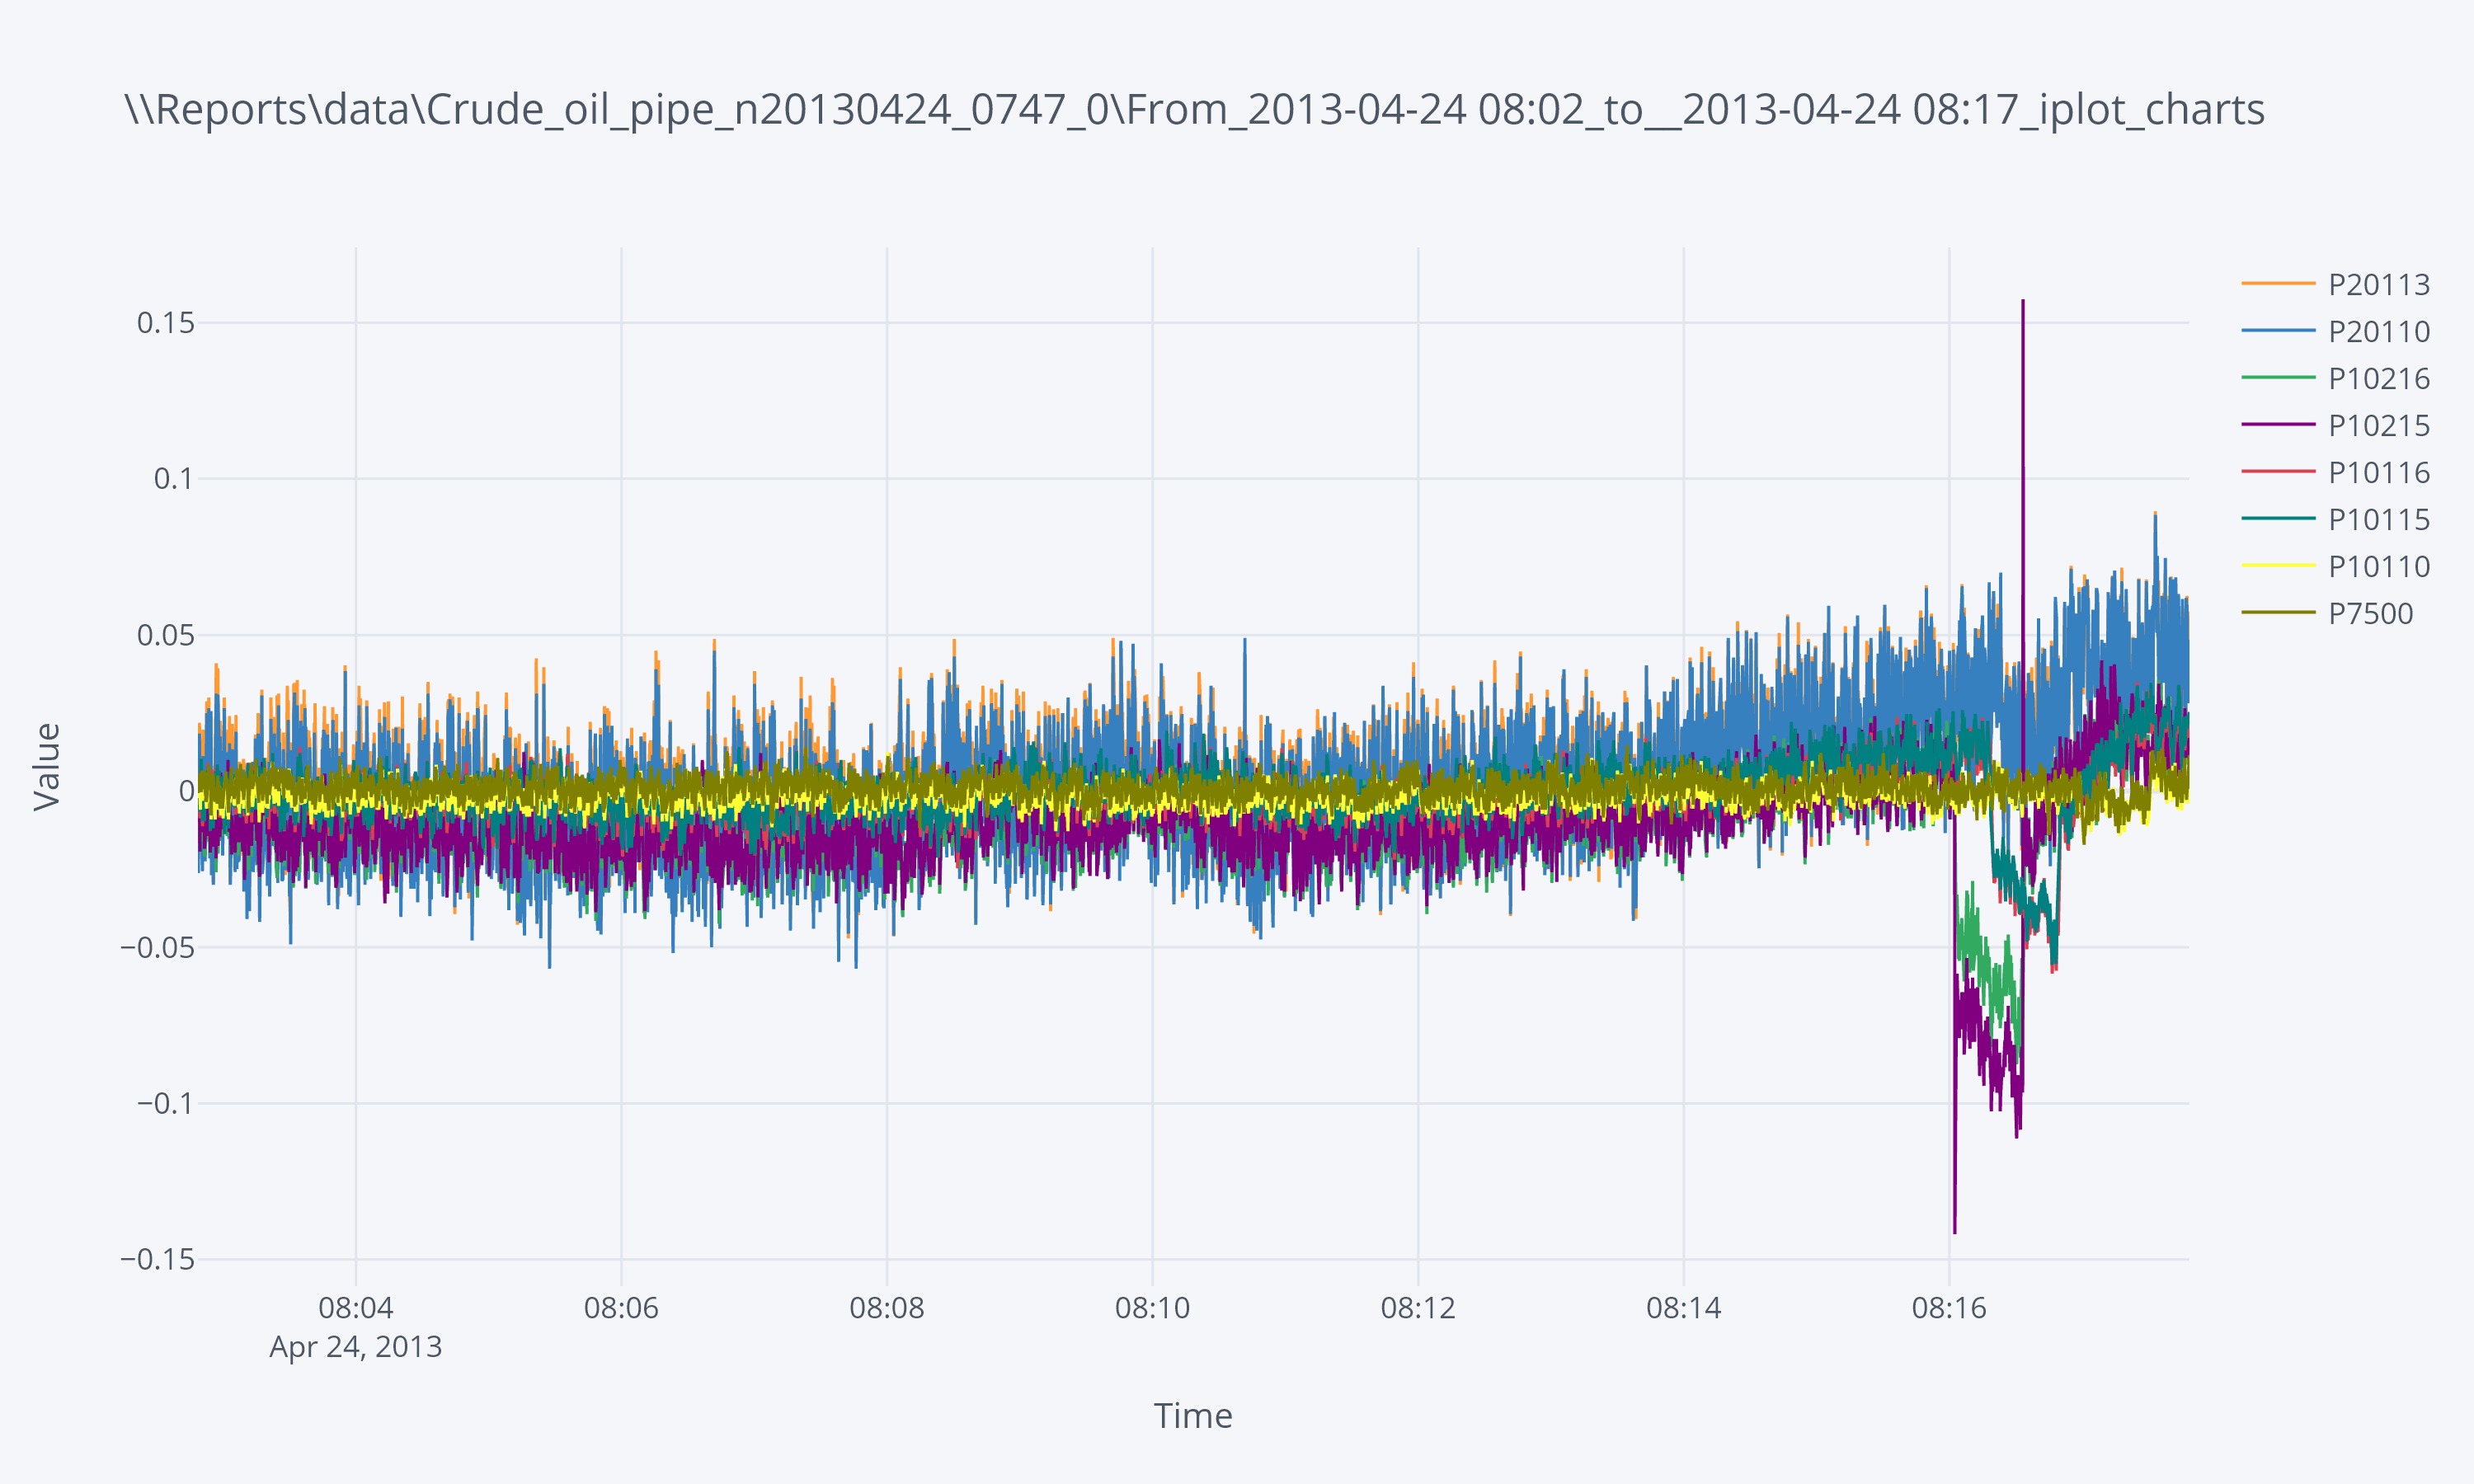 \\Reports\data\Crude_oil_pipe_n20130424_0747_0\From_2013-04-24 08:02_to__2013-04-24 08:17_iplot_charts
P20113
P20110
P10216
P10215
P10116
P10115
P10110
P7500
0.15
0.1
0.05
0
−0.05
−0.1
−0.15
Value
08:04 08:06 08:08 08:10 08:12 08:14 08:16
Apr 24, 2013
Time